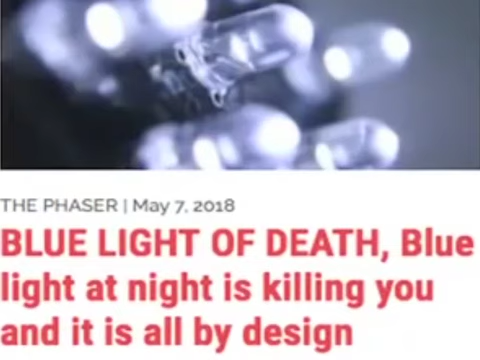 THE PHASER | May 7, 2018
BLUE LIGHT OF DEATH, Blue
light at night is killing you
and it is all by design